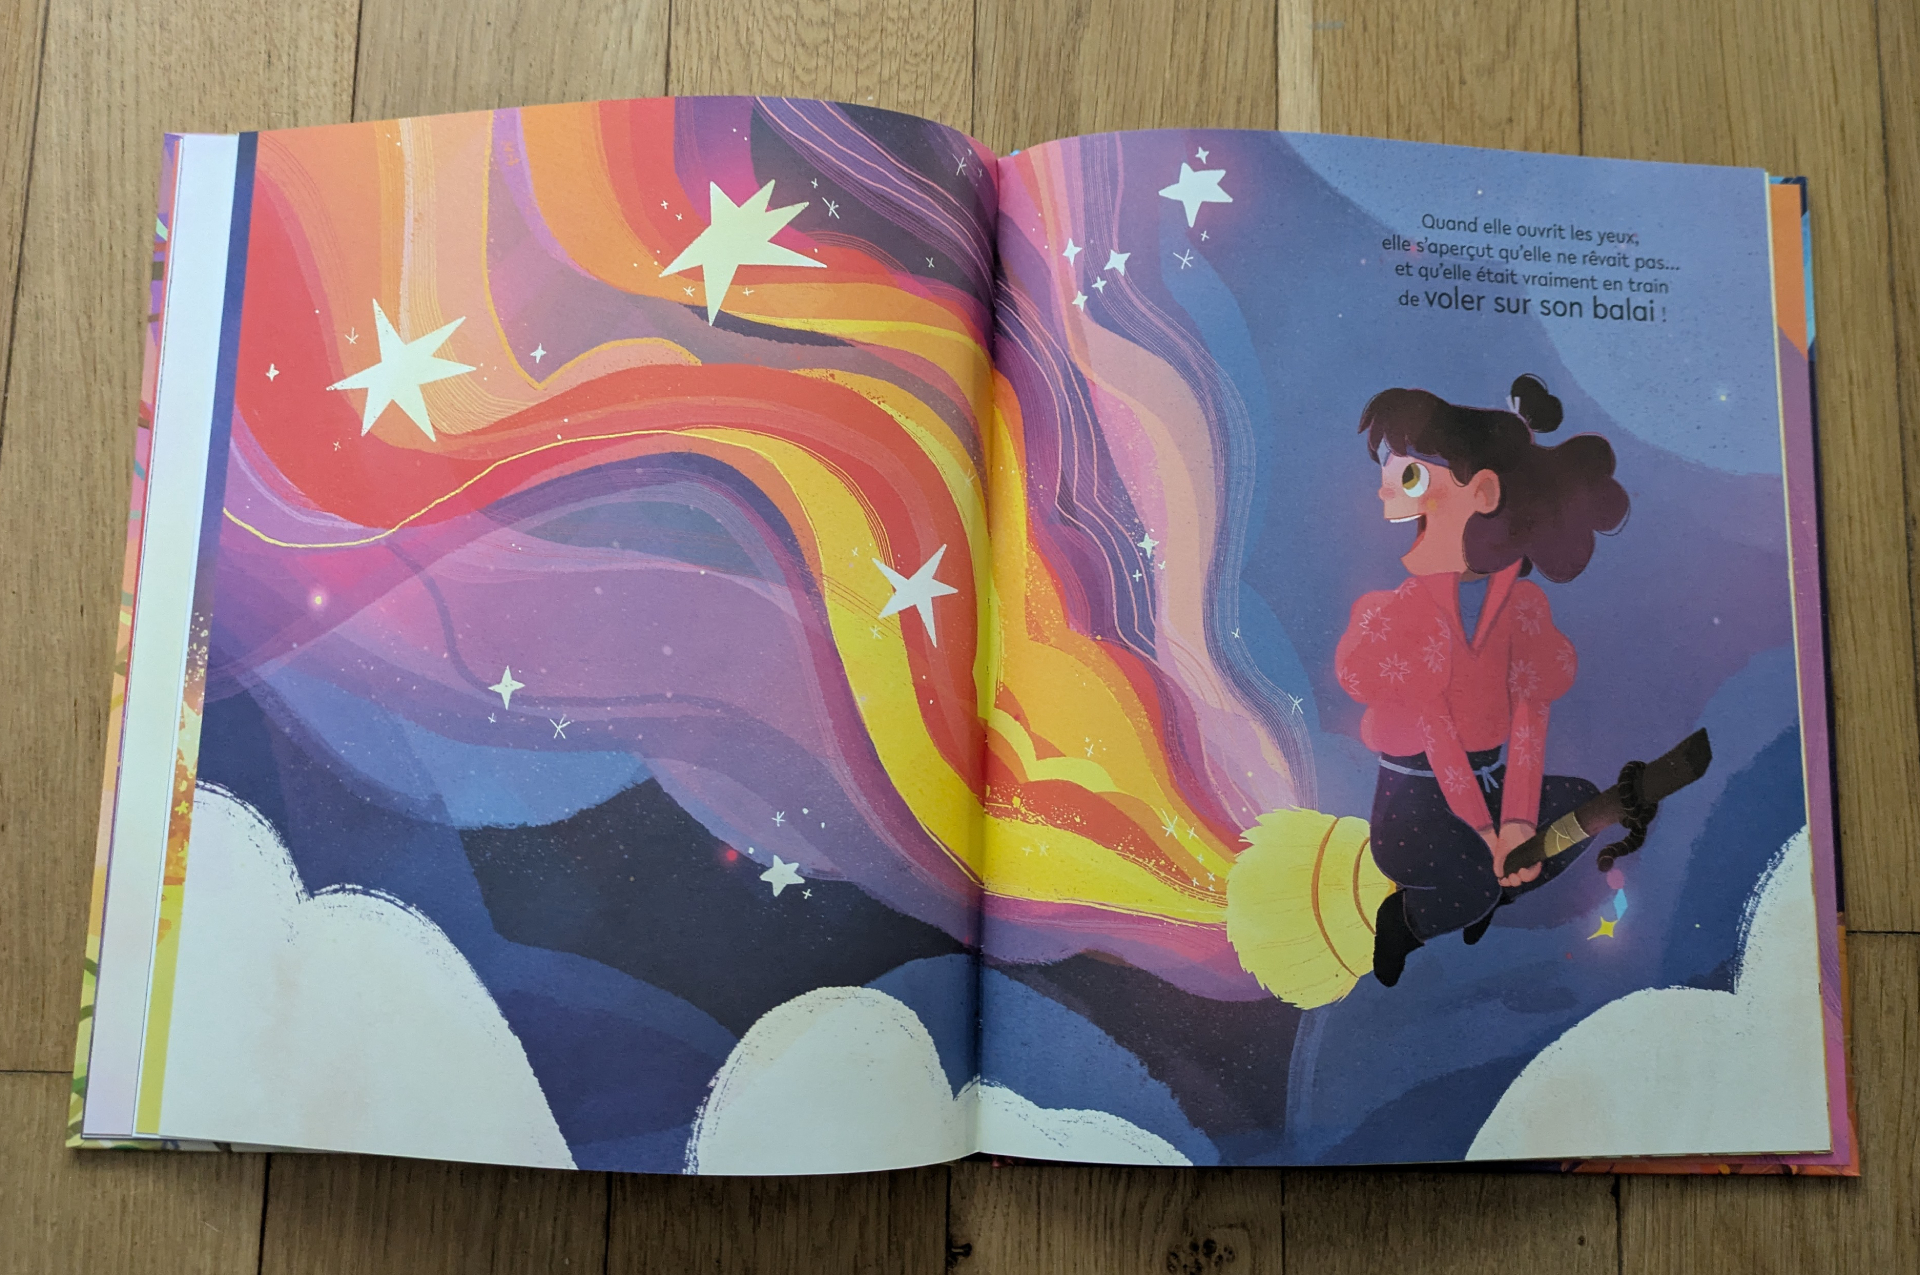 Quand elle ouvrit les yeux,
elle s'aperçut qu'elle ne rêvait pas...
et qu'elle était vraiment en train
de voler sur son balai !